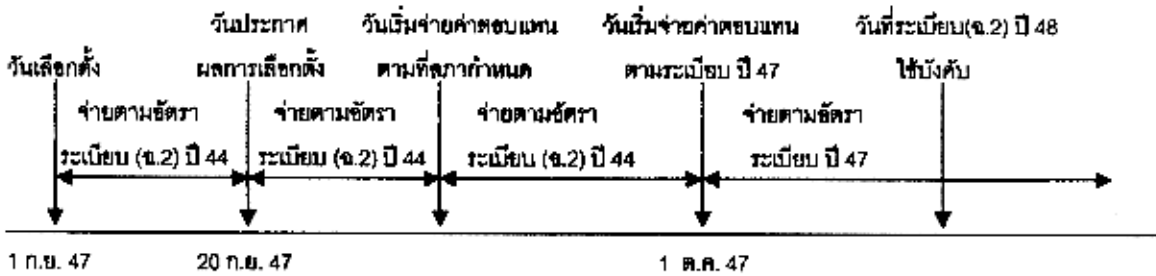 วันประกาศ วันเริ่มจ่ายค่าตอบแทน วันเริ่มจ่ายค่าตอบแทน วันที่ระเบียบ(ฉ.2) ปี 48
วันเลือกตั้ง ผลการเลือกตั้ง ตามที่สภากำหนด ตามระเบียบ ปี 47 ใช้บังคับ
จ่ายตามอัตรา จ่ายตามอัตรา จ่ายตามอัตรา จ่ายตามอัตรา
ระเบียบ (ฉ.2) ปี 44 ระเบียบ (ฉ.2) ปี 44 ระเบียบ (ฉ.2) ปี 44 ระเบียบ ปี 47
1 ก.ย. 47 20 ก.ย. 47 1 ต.ค. 47